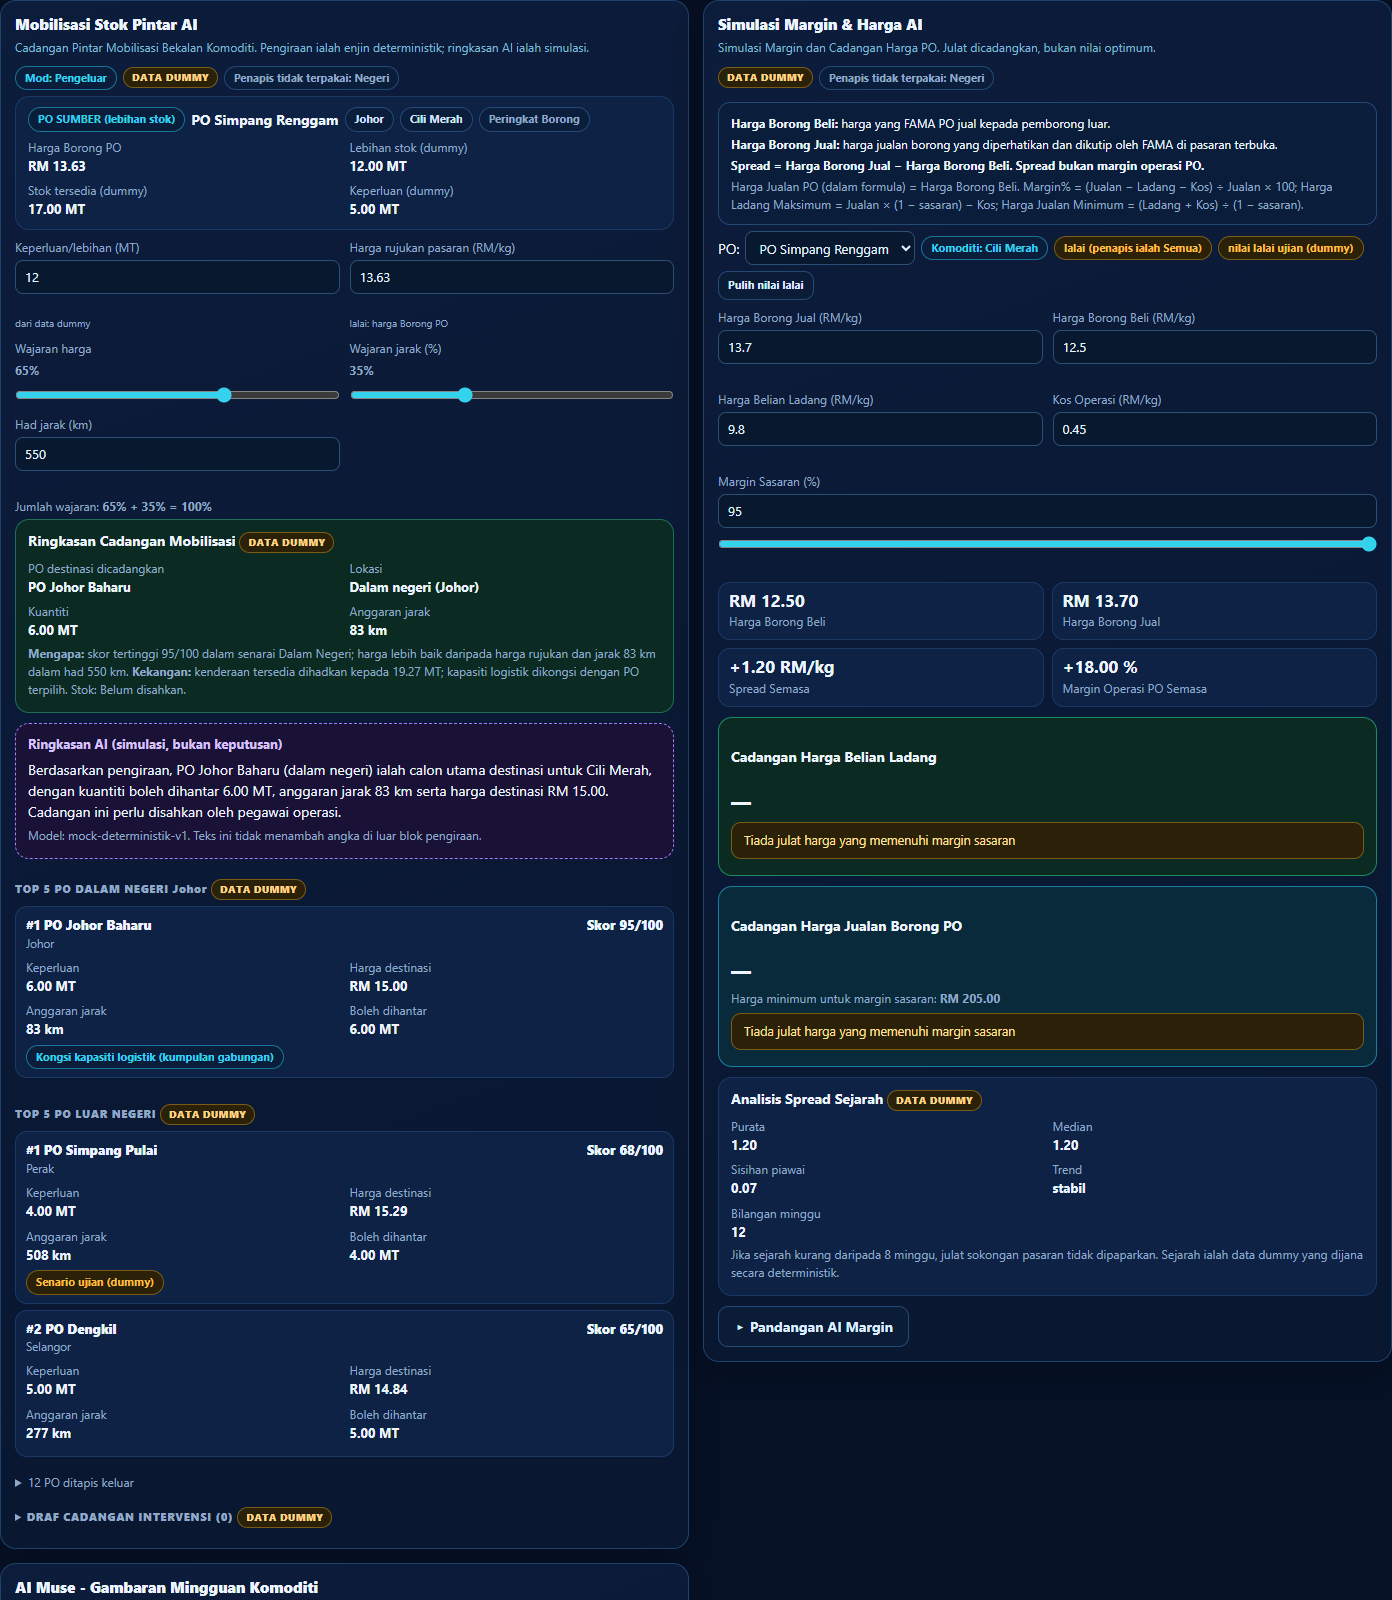 Mobilisasi Stok Pintar AI
Cadangan Pintar Mobilisasi Bekalan Komoditi. Pengiraan ialah enjin deterministik; ringkasan AI ialah simulasi.
Mod: Pengeluar
DATA DUMMY
Penapis tidak terpakai: Negeri
PO SUMBER (lebihan stok)
PO Simpang Renggam
Johor
Cili Merah
Peringkat Borong
Harga Borong PO
RM 13.63
Lebihan stok (dummy)
12.00 MT
Stok tersedia (dummy)
17.00 MT
Keperluan (dummy)
5.00 MT
Keperluan/lebihan (MT)
12
dari data dummy
Harga rujukan pasaran (RM/kg)
13.63
lalai: harga Borong PO
Wajaran harga
65%
Wajaran jarak (%)
35%
Had jarak (km)
550
Jumlah wajaran: 65% + 35% = 100%
Ringkasan Cadangan Mobilisasi
DATA DUMMY
PO destinasi dicadangkan
PO Johor Baharu
Lokasi
Dalam negeri (Johor)
Kuantiti
6.00 MT
Anggaran jarak
83 km
Mengapa: skor tertinggi 95/100 dalam senarai Dalam Negeri; harga lebih baik daripada harga rujukan dan jarak 83 km
dalam had 550 km. Kekangan: kenderaan tersedia dihadkan kepada 19.27 MT; kapasiti logistik dikongsi dengan PO
terpilih. Stok: Belum disahkan.
Ringkasan AI (simulasi, bukan keputusan)
Berdasarkan pengiraan, PO Johor Baharu (dalam negeri) ialah calon utama destinasi untuk Cili Merah,
dengan kuantiti boleh dihantar 6.00 MT, anggaran jarak 83 km serta harga destinasi RM 15.00.
Cadangan ini perlu disahkan oleh pegawai operasi.
Model: mock-deterministik-v1. Teks ini tidak menambah angka di luar blok pengiraan.
TOP 5 PO DALAM NEGERI Johor
DATA DUMMY
#1 PO Johor Baharu
Skor 95/100
Johor
Keperluan
6.00 MT
Harga destinasi
RM 15.00
Anggaran jarak
83 km
Boleh dihantar
6.00 MT
Kongsi kapasiti logistik (kumpulan gabungan)
TOP 5 PO LUAR NEGERI
DATA DUMMY
#1 PO Simpang Pulai
Skor 68/100
Perak
Keperluan
4.00 MT
Harga destinasi
RM 15.29
Anggaran jarak
508 km
Boleh dihantar
4.00 MT
Senario ujian (dummy)
#2 PO Dengkil
Skor 65/100
Selangor
Keperluan
5.00 MT
Harga destinasi
RM 14.84
Anggaran jarak
277 km
Boleh dihantar
5.00 MT
▶ 12 PO ditapis keluar
▶ DRAF CADANGAN INTERVENSI (0)
DATA DUMMY
AI Muse - Gambaran Mingguan Komoditi
Simulasi Margin & Harga AI
Simulasi Margin dan Cadangan Harga PO. Julat dicadangkan, bukan nilai optimum.
DATA DUMMY
Penapis tidak terpakai: Negeri
Harga Borong Beli: harga yang FAMA PO jual kepada pemborong luar.
Harga Borong Jual: harga jualan borong yang diperhatikan dan dikutip oleh FAMA di pasaran terbuka.
Spread = Harga Borong Jual − Harga Borong Beli. Spread bukan margin operasi PO.
Harga Jualan PO (dalam formula) = Harga Borong Beli. Margin% = (Jualan − Ladang − Kos) ÷ Jualan × 100; Harga
Ladang Maksimum = Jualan × (1 − sasaran) − Kos; Harga Jualan Minimum = (Ladang + Kos) ÷ (1 − sasaran).
PO:
PO Simpang Renggam
Komoditi: Cili Merah
lalai (penapis ialah Semua)
nilai lalai ujian (dummy)
Pulih nilai lalai
Harga Borong Jual (RM/kg)
13.7
Harga Borong Beli (RM/kg)
12.5
Harga Belian Ladang (RM/kg)
9.8
Kos Operasi (RM/kg)
0.45
Margin Sasaran (%)
95
RM 12.50
Harga Borong Beli
RM 13.70
Harga Borong Jual
+1.20 RM/kg
Spread Semasa
+18.00 %
Margin Operasi PO Semasa
Cadangan Harga Belian Ladang
—
Tiada julat harga yang memenuhi margin sasaran
Cadangan Harga Jualan Borong PO
—
Harga minimum untuk margin sasaran: RM 205.00
Tiada julat harga yang memenuhi margin sasaran
Analisis Spread Sejarah
DATA DUMMY
Purata
1.20
Median
1.20
Sisihan piawai
0.07
Trend
stabil
Bilangan minggu
12
Jika sejarah kurang daripada 8 minggu, julat sokongan pasaran tidak dipaparkan. Sejarah ialah data dummy yang dijana
secara deterministik.
▸ Pandangan AI Margin